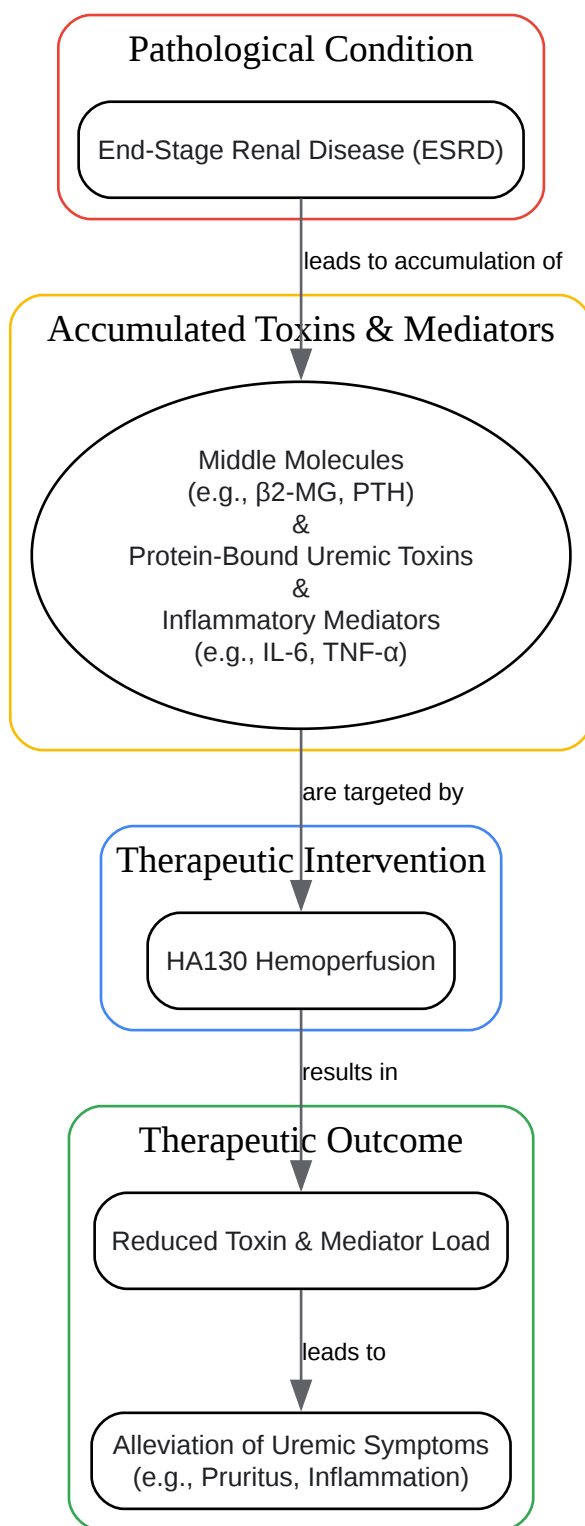 Pathological Condition
End-Stage Renal Disease (ESRD)
leads to accumulation of
Accumulated Toxins & Mediators
Middle Molecules
(e.g., β2-MG, PTH)
&
Protein-Bound Uremic Toxins
&
Inflammatory Mediators
(e.g., IL-6, TNF-α)
are targeted by
Therapeutic Intervention
HA130 Hemoperfusion
results in
Therapeutic Outcome
Reduced Toxin & Mediator Load
leads to
Alleviation of Uremic Symptoms
(e.g., Pruritus, Inflammation)